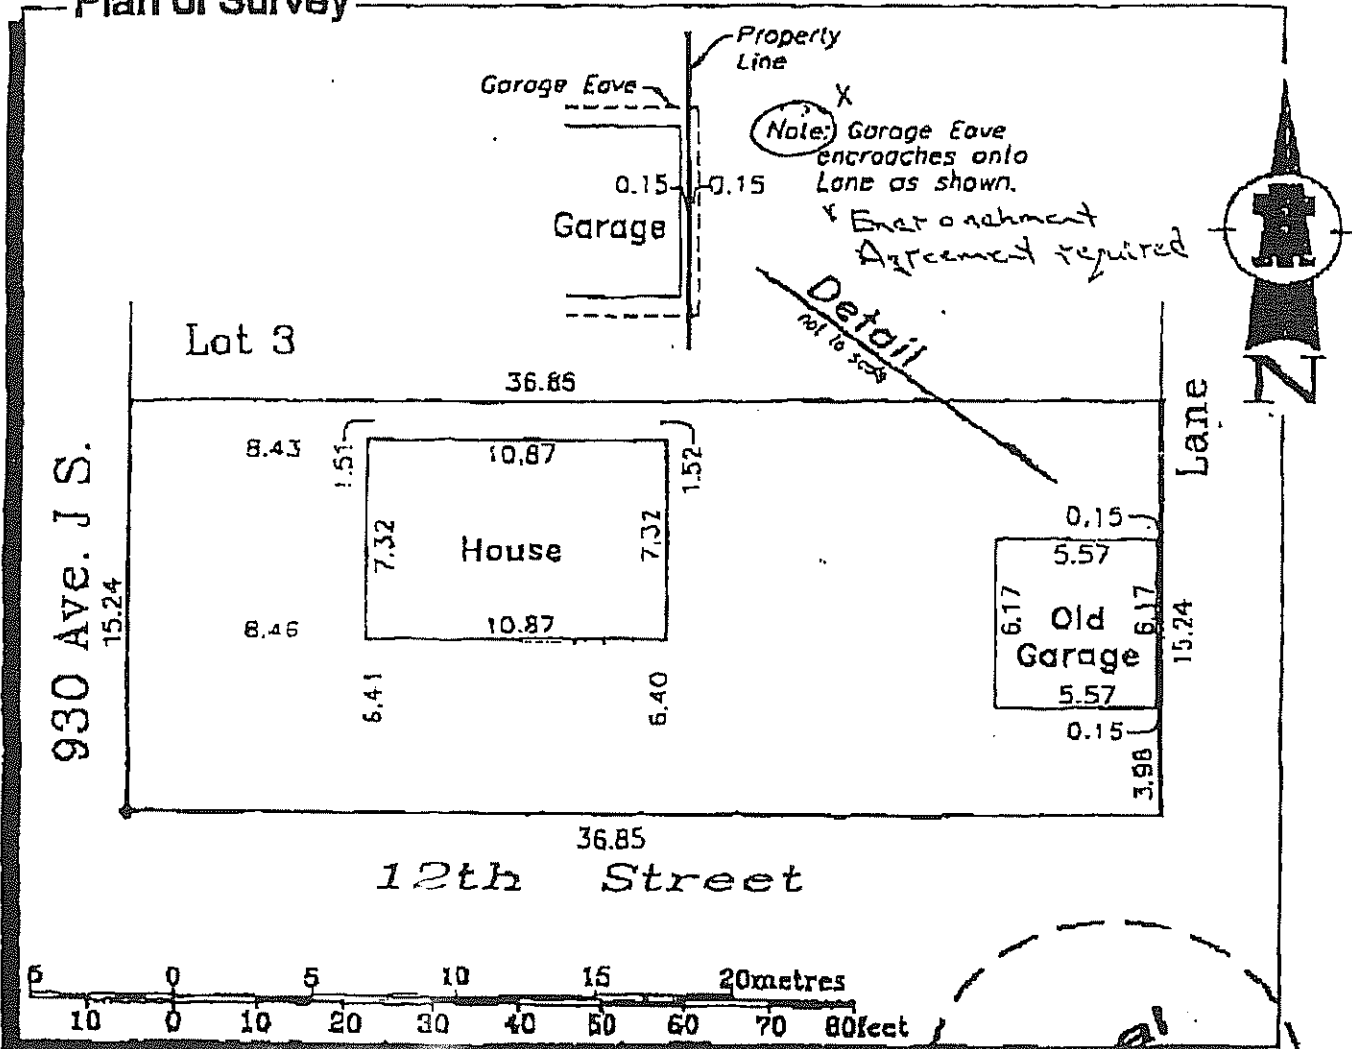 Plan of Survey
Property
Line
Garage Eave
X
Note: Garage Eave
encroaches onto
Lane as shown.
0.15
0.15
Garage
* Encroachment
Agreement required
Detail
not to scale
N
Lot 3
36.85
Lane
930 Ave. J S.
15.24
8.43
1.51
10.87
1.52
7.32
House
7.32
8.46
10.87
6.41
6.40
0.15
5.57
6.17
Old
Garage
6.17
15.24
5.57
0.15
3.98
36.85
12th Street
5 0 5 10 15 20metres
10 0 10 20 30 40 50 60 70 80feet